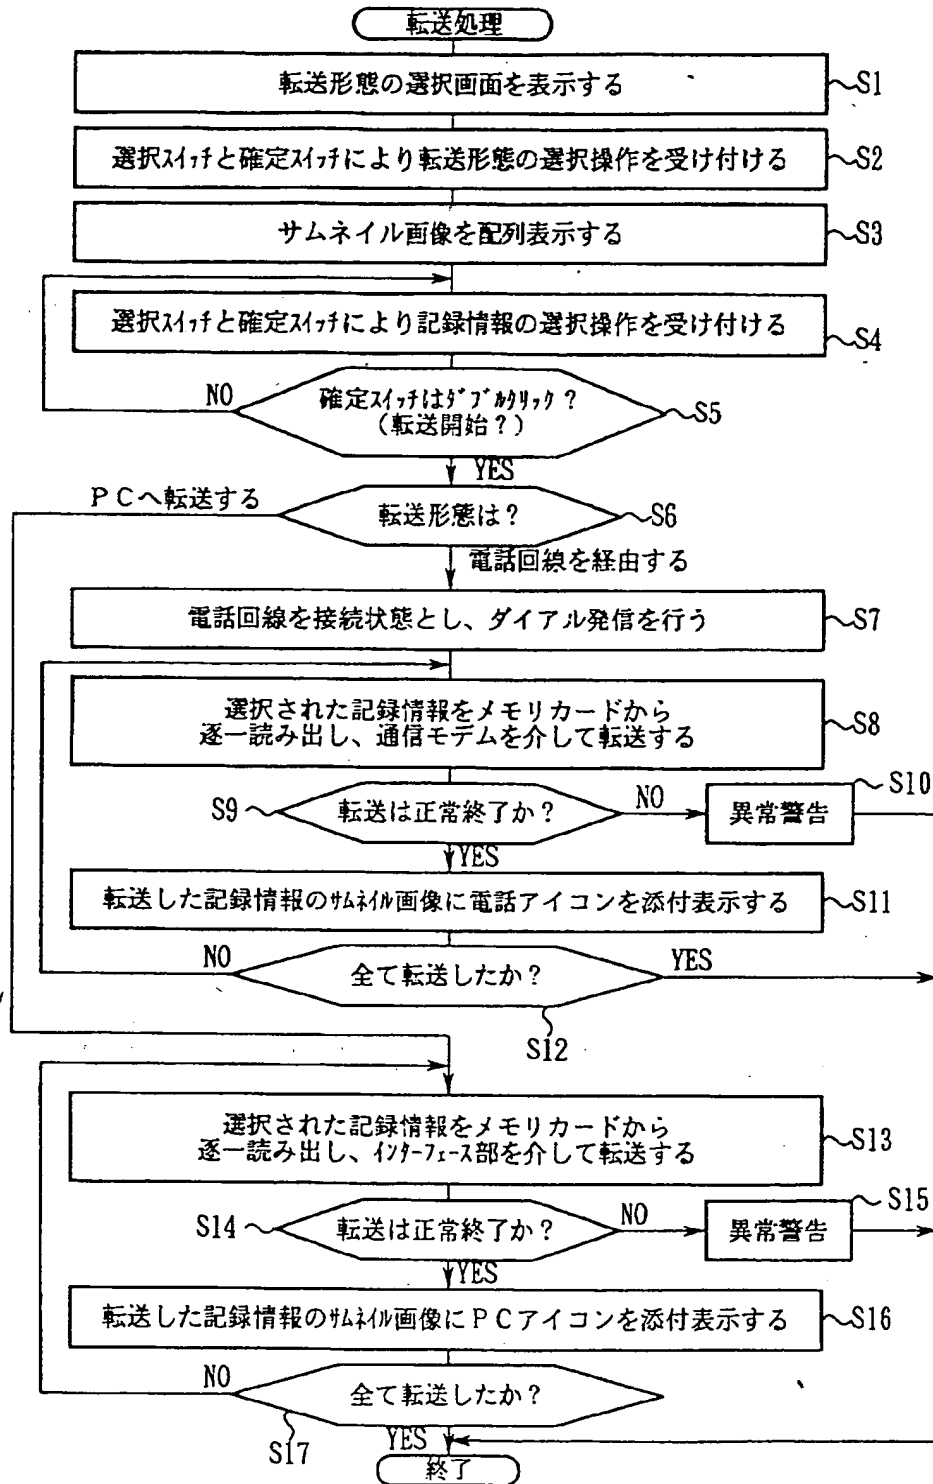 転送処理
転送形態の選択画面を表示する
S1
選択ｽｲｯﾁと確定ｽｲｯﾁにより転送形態の選択操作を受け付ける
S2
サムネイル画像を配列表示する
S3
選択ｽｲｯﾁと確定ｽｲｯﾁにより記録情報の選択操作を受け付ける
S4
NO
確定ｽｲｯﾁはﾀﾞﾌﾞﾙｸﾘｯｸ？
（転送開始？）
S5
YES
ＰＣへ転送する
転送形態は？
S6
電話回線を経由する
電話回線を接続状態とし、ダイアル発信を行う
S7
選択された記録情報をメモリカードから
逐一読み出し、通信モデムを介して転送する
S8
S9
転送は正常終了か？
NO
異常警告
S10
YES
転送した記録情報のｻﾑﾈｲﾙ画像に電話アイコンを添付表示する
S11
NO
全て転送したか？
YES
S12
選択された記録情報をメモリカードから
逐一読み出し、ｲﾝﾀｰﾌｪｰｽ部を介して転送する
S13
S14
転送は正常終了か？
NO
異常警告
S15
YES
転送した記録情報のｻﾑﾈｲﾙ画像にＰＣアイコンを添付表示する
S16
NO
全て転送したか？
S17
YES
終了